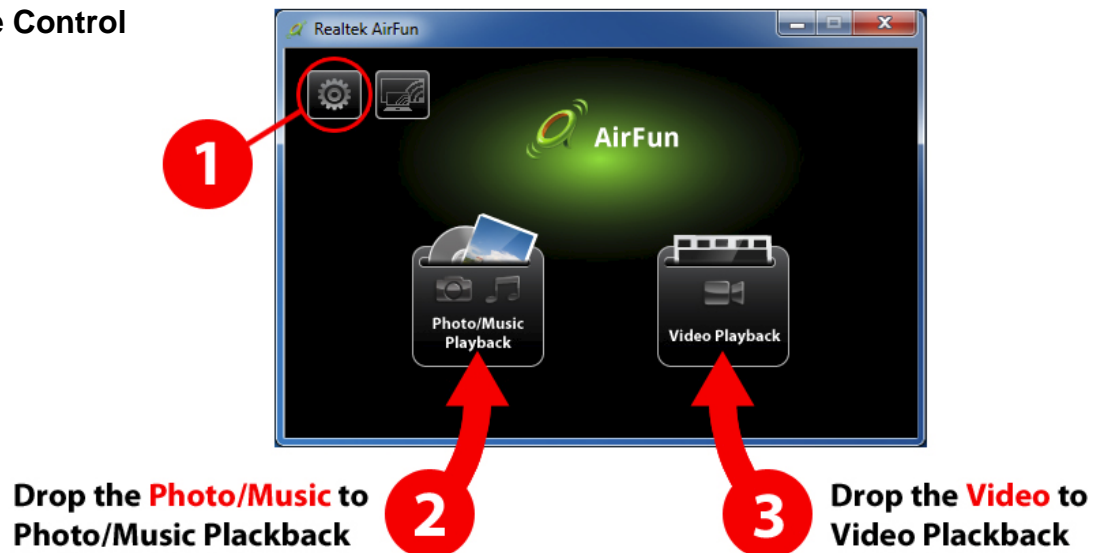 e Control
Realtek AirFun
1
AirFun
Photo/Music
Playback
Video Playback
Drop the Photo/Music to
Photo/Music Plackback
2
3
Drop the Video to
Video Plackback